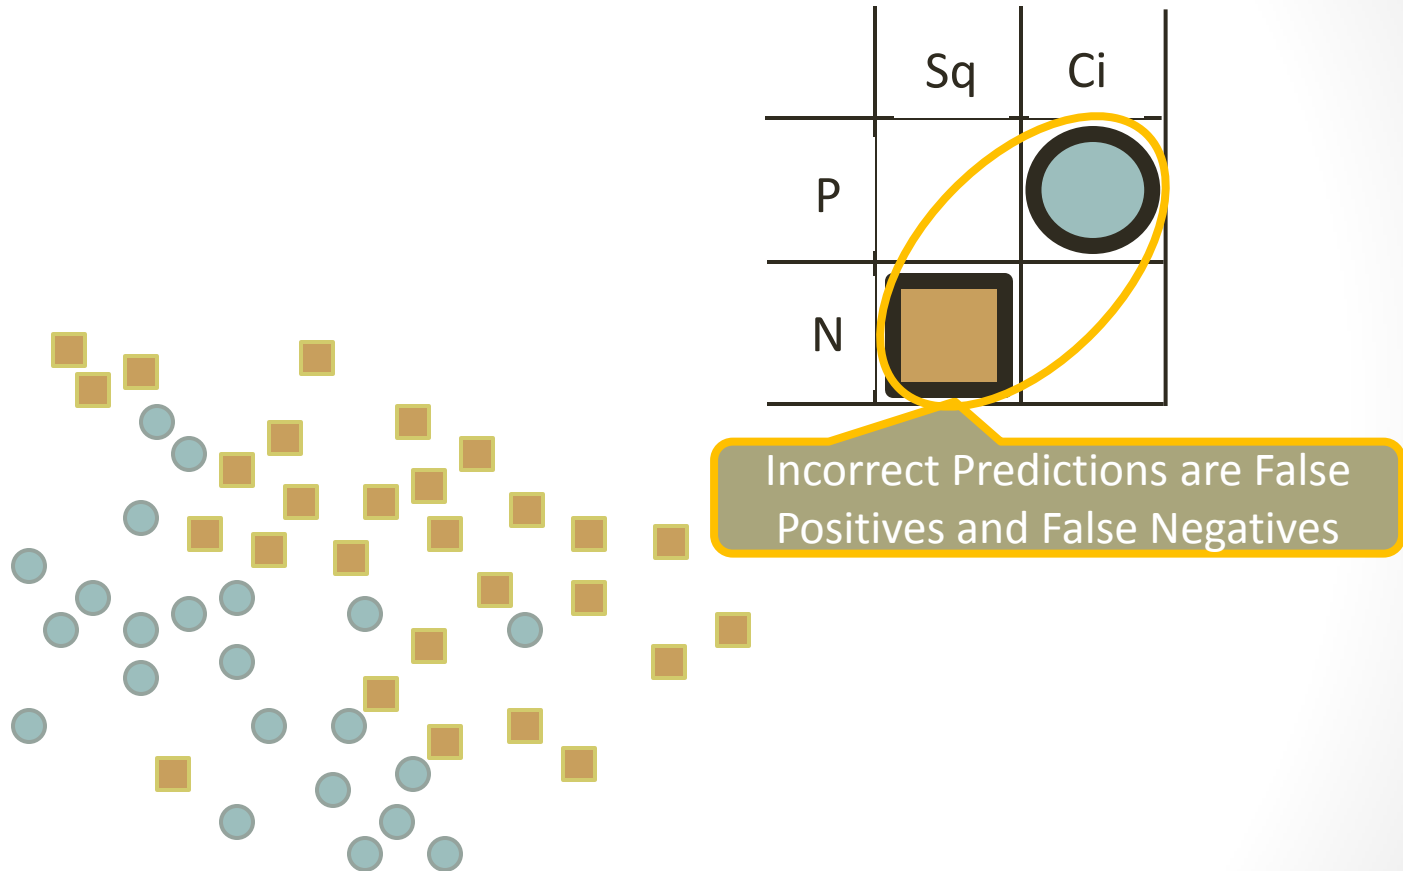 Sq Ci
P
N
Incorrect Predictions are False
Positives and False Negatives